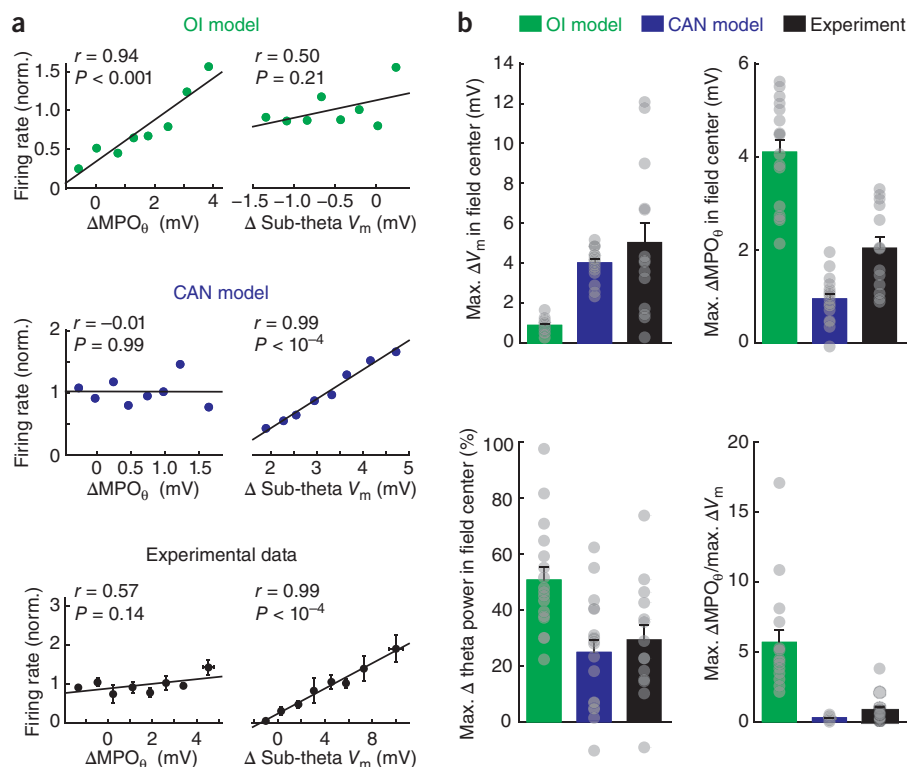 a
OI model
r = 0.94
P < 0.001
r = 0.50
P = 0.21
Firing rate (norm.)
1.5
1.0
0.5
0
0 2 4
ΔMPOθ (mV)
–1.5 –1.0 –0.5 0
Δ Sub-theta Vm (mV)
CAN model
r = –0.01
P = 0.99
r = 0.99
P < 10–4
Firing rate (norm.)
2
1
0
0 0.5 1.0 1.5
ΔMPOθ (mV)
2 3 4 5
Δ Sub-theta Vm (mV)
Experimental data
r = 0.57
P = 0.14
r = 0.99
P < 10–4
Firing rate (norm.)
3
2
1
0
0 2 4
ΔMPOθ (mV)
0 4 8
Δ Sub-theta Vm (mV)
b
OI model CAN model Experiment
Max. ΔVm in field center (mV)
14
12
10
8
6
4
2
0
Max. ΔMPOθ in field center (mV)
6
4
2
0
Max. Δ theta power in field center (%)
100
80
60
40
20
0
Max. ΔMPOθ/max. ΔVm
20
15
10
5
0